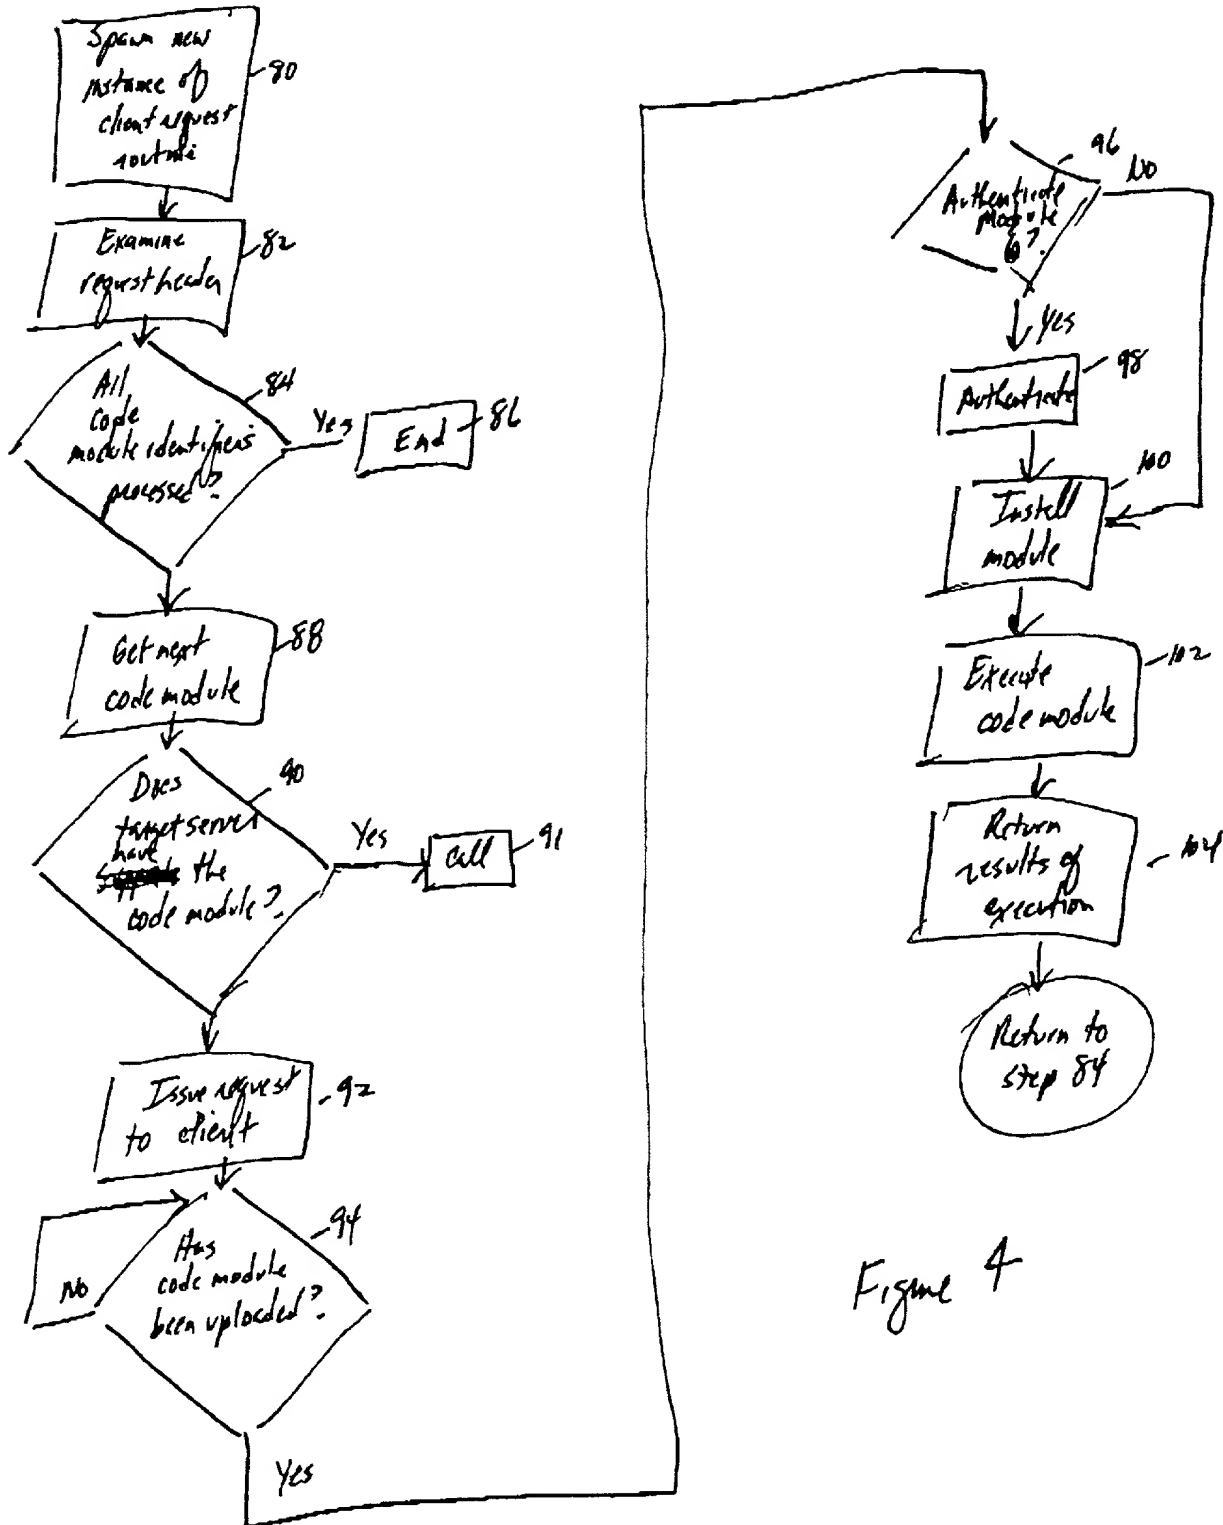 Spawn new
instance of
client request
routine
80
Examine
request header
82
All
code
module identifiers
processed?
84
Yes
End
86
Get next
code module
88
Does
target server
have
the
code module?
90
Yes
Call
91
Issue request
to client
92
Has
code module
been uploaded?
94
No
Yes
Authenticate
Module
?
96
No
Yes
Authenticate
98
Install
module
100
Execute
code module
102
Return
results of
execution
104
Return to
step 84
Figure 4